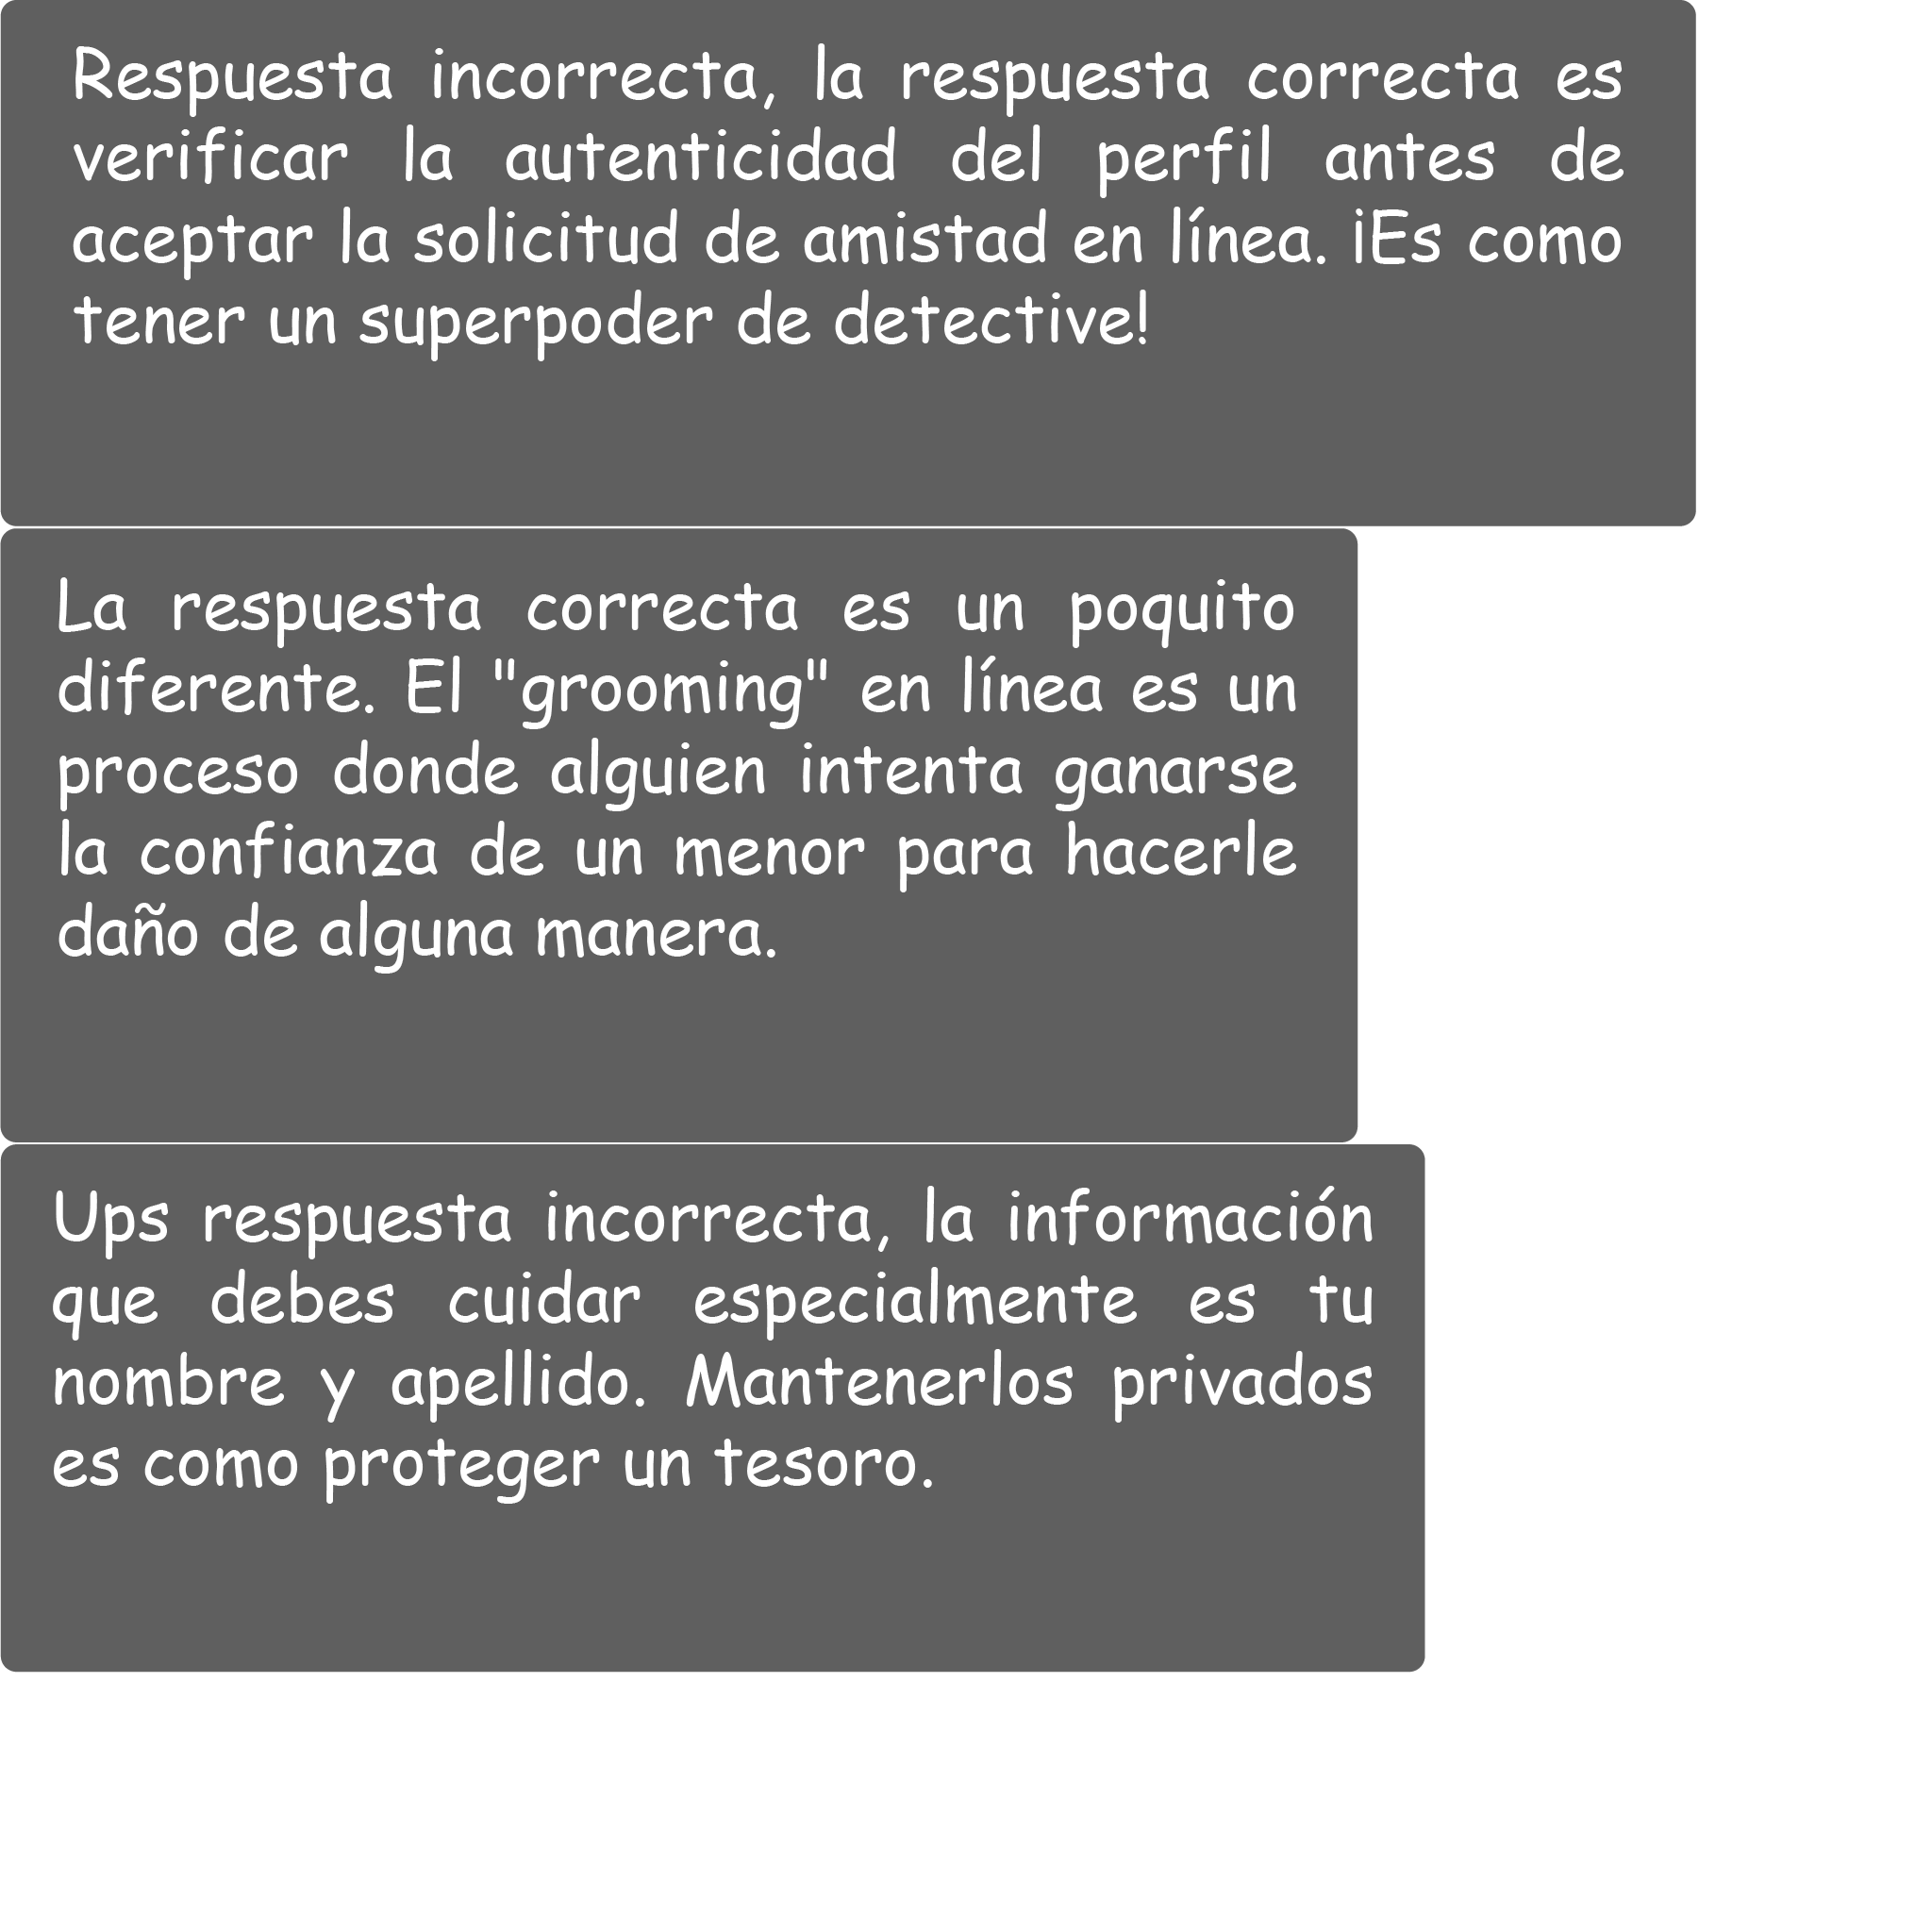 Respuesta incorrecta, la respuesta correcta es
verificar la autenticidad del perfil antes de
aceptar la solicitud de amistad en línea. ¡Es como
tener un superpoder de detective!
La respuesta correcta es un poquito
diferente. El "grooming" en línea es un
proceso donde alguien intenta ganarse
la confianza de un menor para hacerle
daño de alguna manera.
Ups respuesta incorrecta, la información
que debes cuidar especialmente es tu
nombre y apellido. Mantenerlos privados
es como proteger un tesoro.